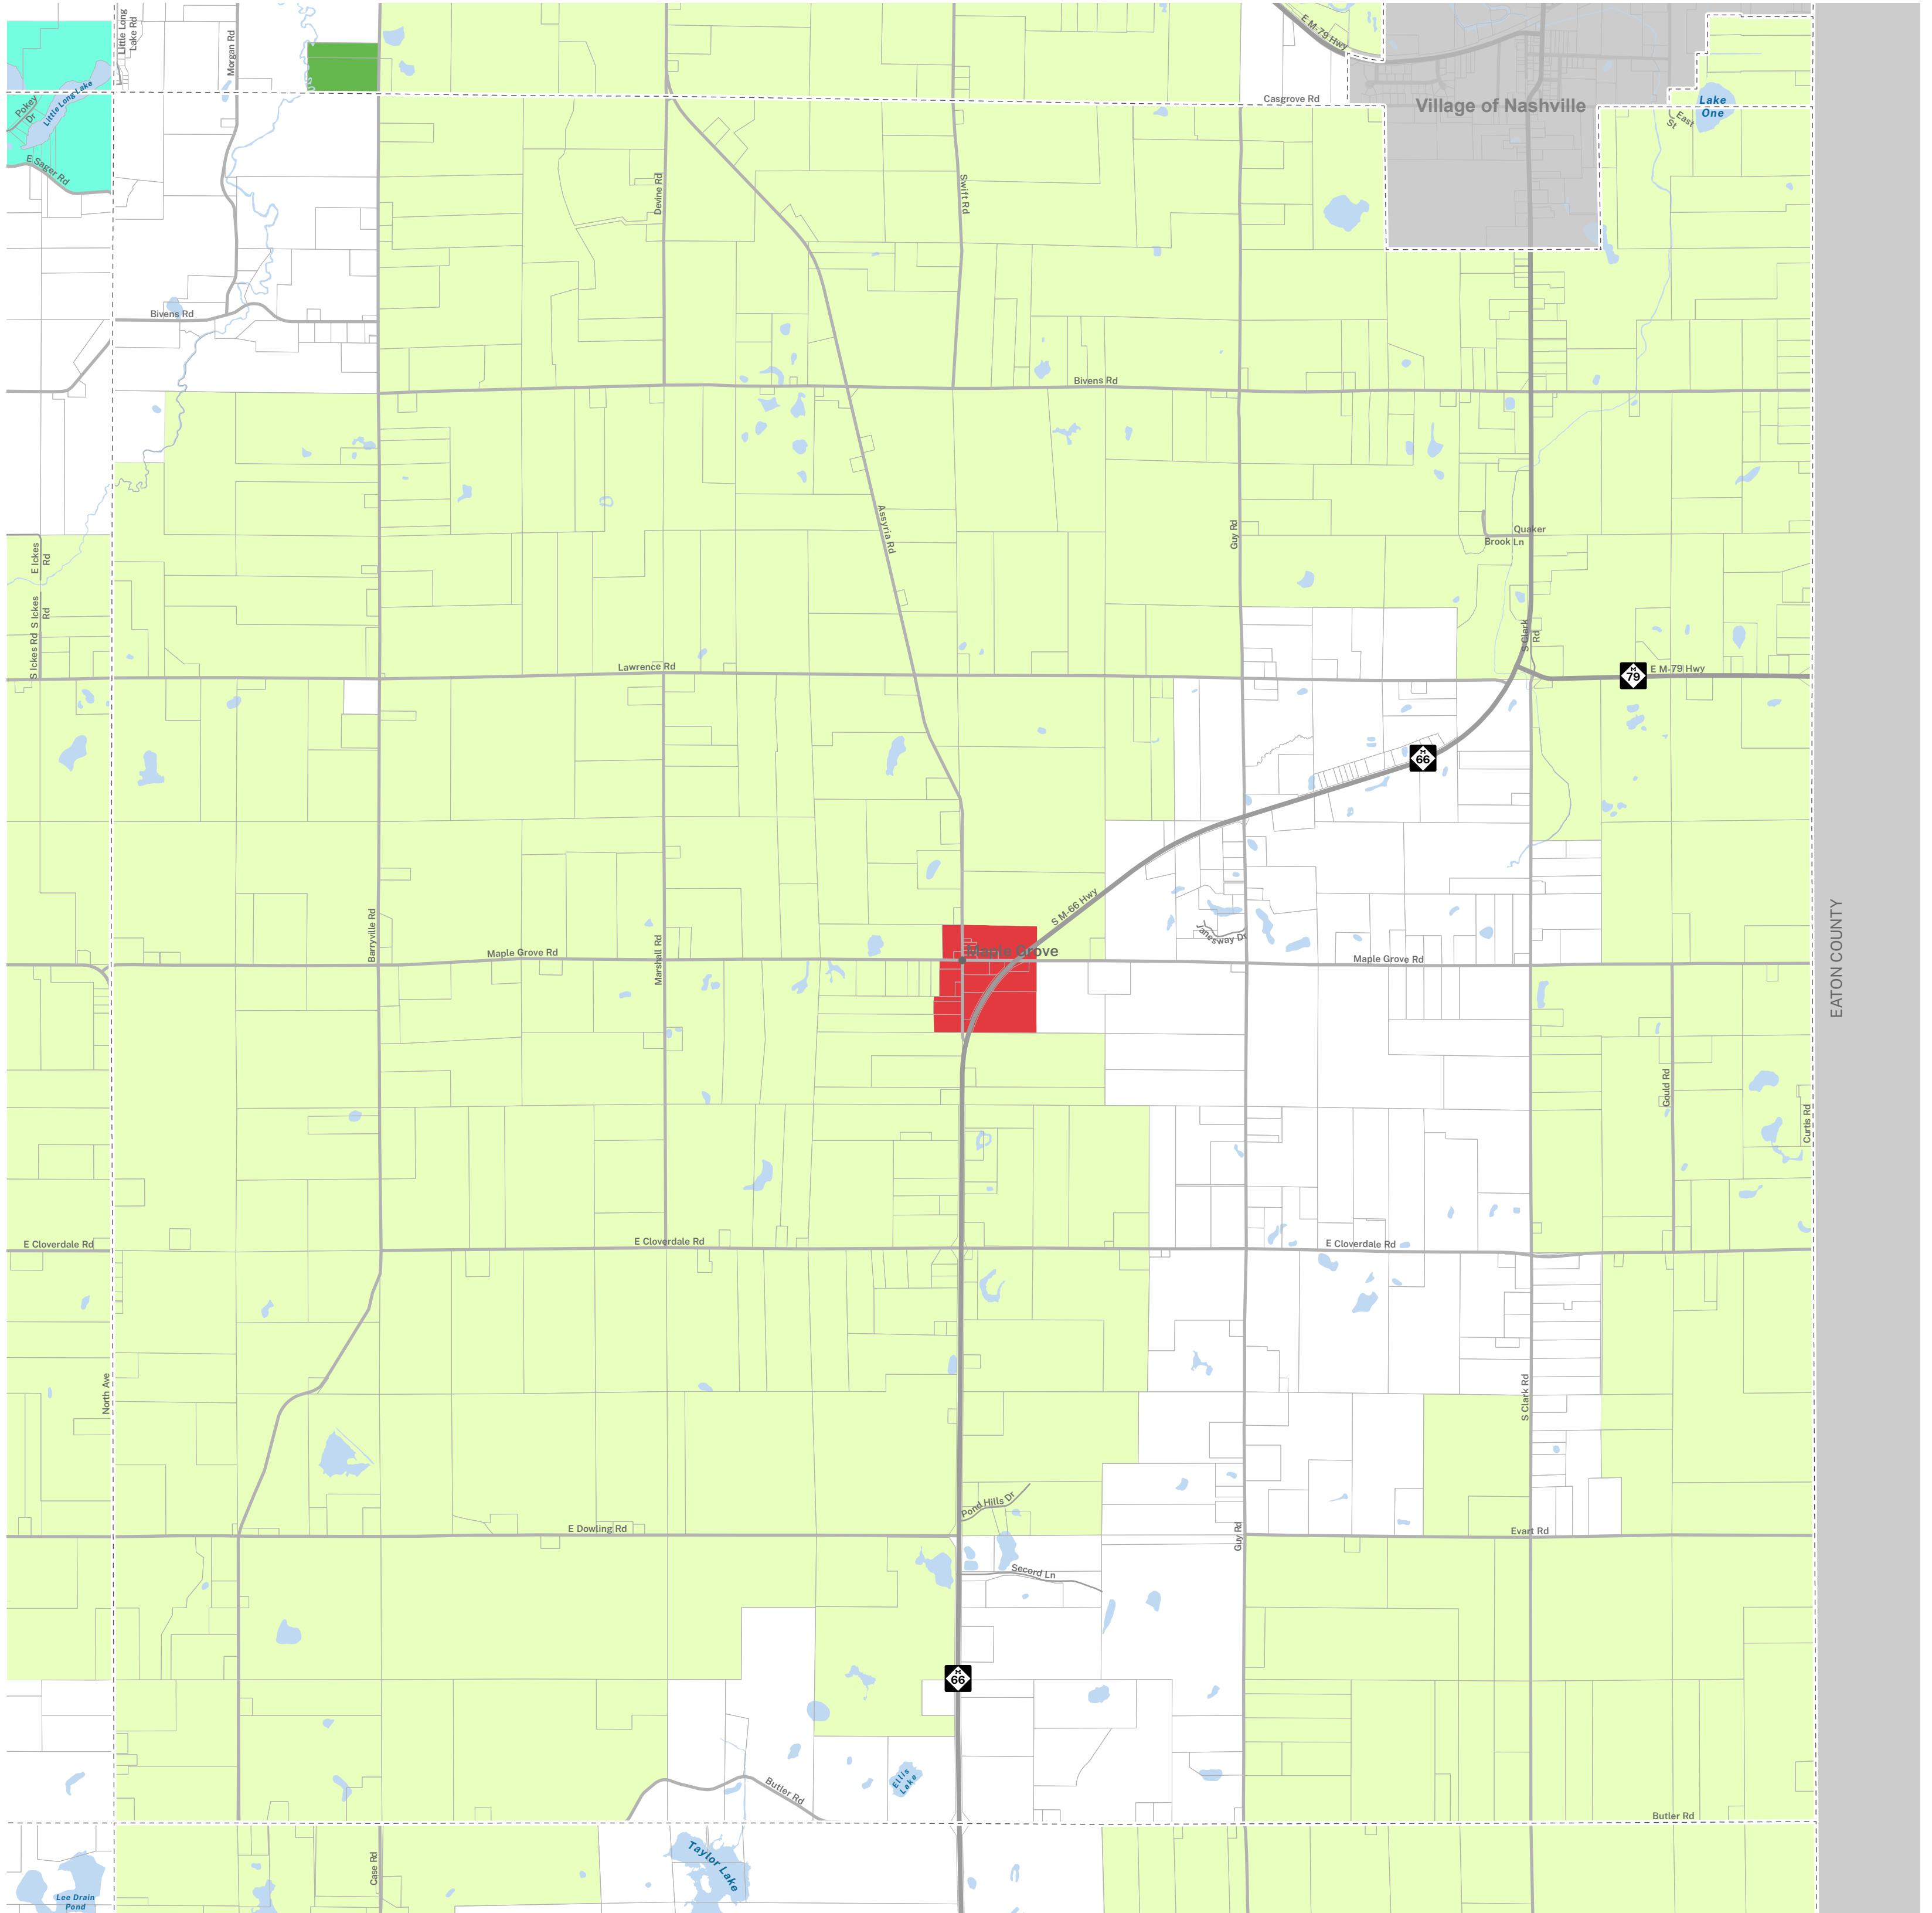 Little Long
Lake Rd
Morgan Rd
E M-79 Hwy
Little Long Lake
Pokey
Dr
Casgrove Rd
Village of Nashville
Lake
One
East
St
E Sager Rd
Devine Rd
Swift Rd
Bivens Rd
Bivens Rd
Assyria Rd
Guy Rd
Quaker
Brook Ln
E Ickes
Rd
S Ickes
Rd
S Ickes Rd
S Clark
Rd
Lawrence Rd
M
79
E M-79 Hwy
M
66
S M-66 Hwy
Barryville Rd
Marshall Rd
Maple Grove Rd
Maple Grove
Janesway Dr
Maple Grove Rd
EATON COUNTY
Gould Rd
Curtis Rd
E Cloverdale Rd
E Cloverdale Rd
E Cloverdale Rd
North Ave
S Clark Rd
Pond Hills Dr
E Dowling Rd
Guy Rd
Evart Rd
Secord Ln
M
66
Ellis
Lake
Butler Rd
Butler Rd
Case Rd
Taylor Lake
Lee Drain
Pond